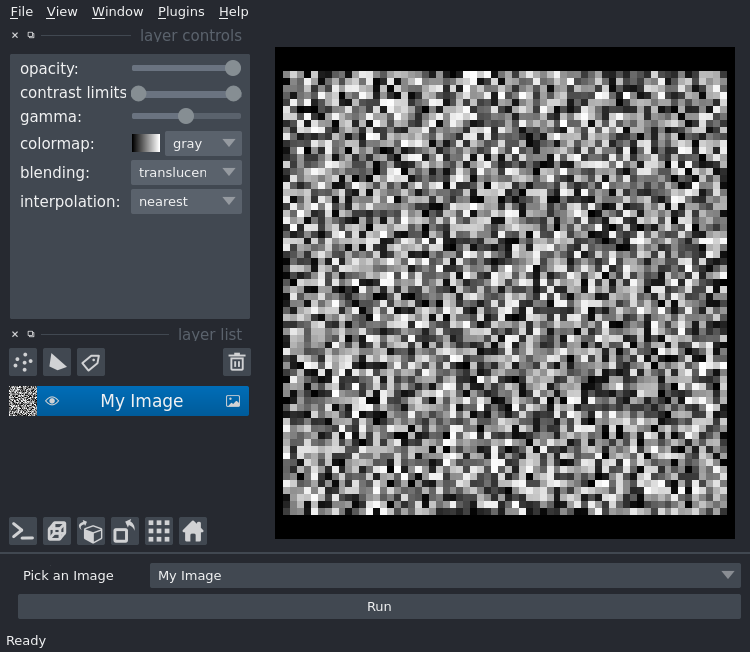 File View Window Plugins Help
layer controls
opacity:
contrast limits
gamma:
colormap: gray
blending: translucen
interpolation: nearest
layer list
My Image
Pick an Image My Image
Run
Ready